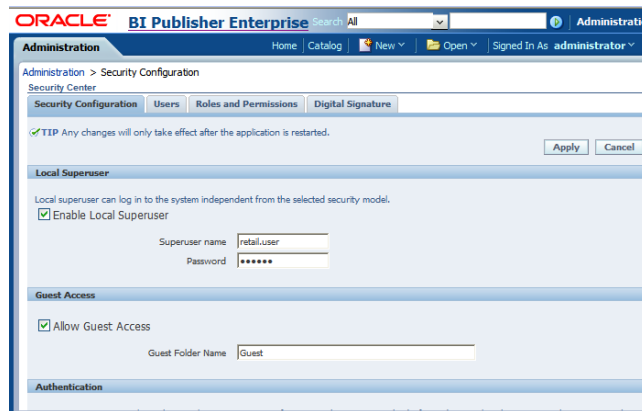 ORACLE BI Publisher Enterprise Search All Administrati
Administration Home Catalog New Open Signed In As administrator
Administration > Security Configuration
Security Center
Security Configuration Users Roles and Permissions Digital Signature
TIP Any changes will only take effect after the application is restarted.
Apply Cancel
Local Superuser
Local superuser can log in to the system independent from the selected security model.
Enable Local Superuser
Superuser name retail.user
Password ••••••
Guest Access
Allow Guest Access
Guest Folder Name Guest
Authentication